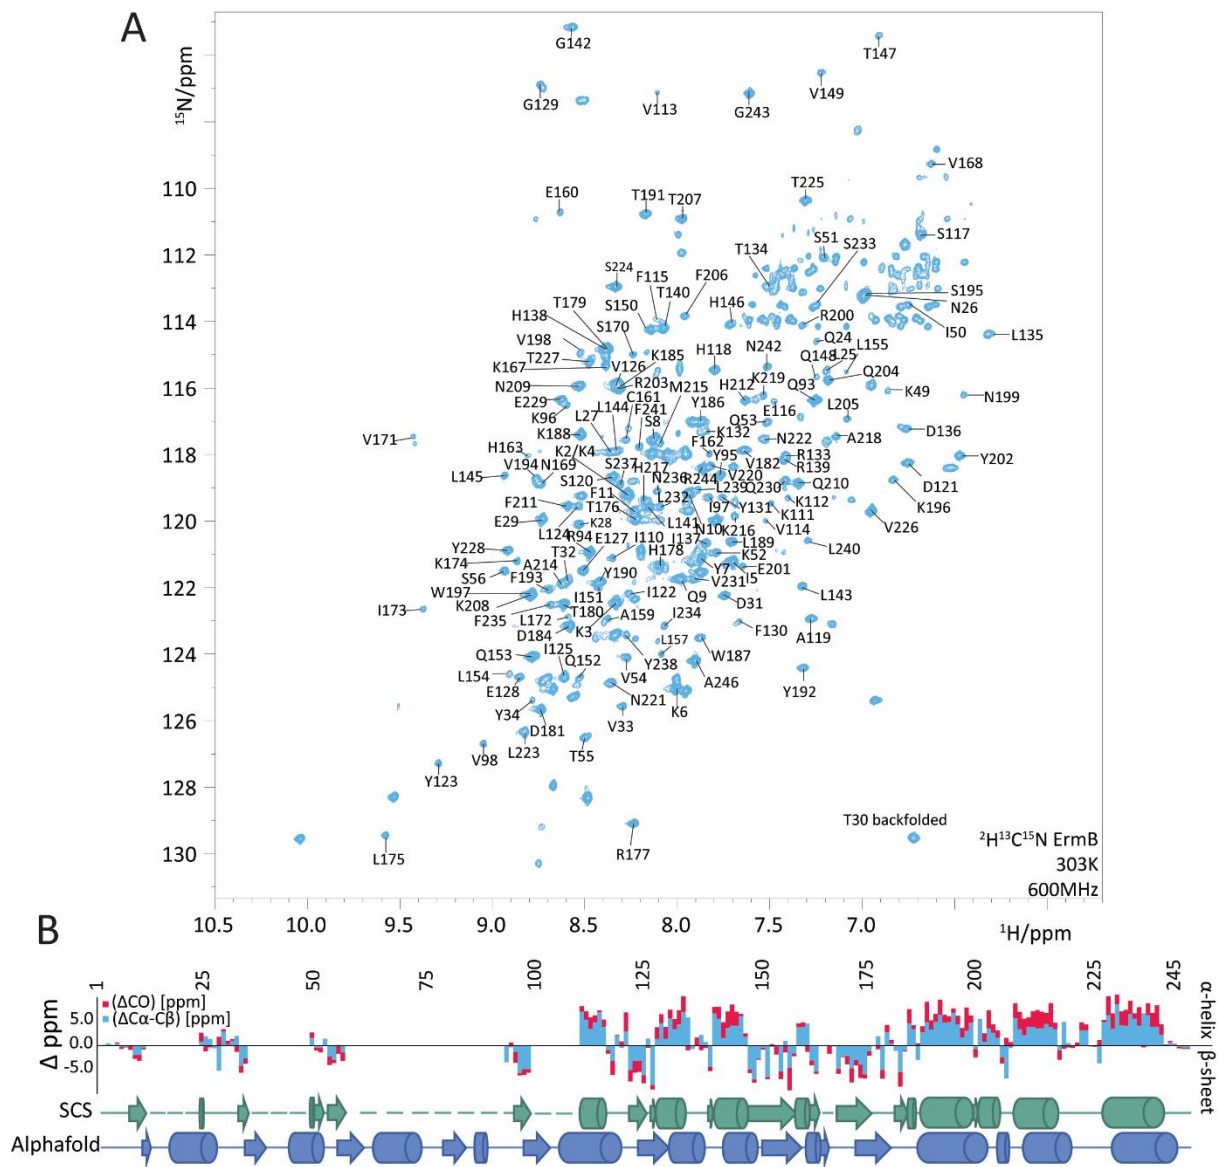 A
¹⁵N/ppm
G142
T147
G129
V113
G243
V149
V168
110
E160
T191
T207
T225
112
S117
T134
S51
S233
S224
F115
T140
F206
S195
N26
I50
114
T179
H138
S150
S170
H146
R200
L135
V198
T227
K167
V126
K185
H118
N242
Q24
Q148
L25
L155
Q204
116
N209
E229
K96
L27
L144
R203
C161
F241
M215
H212
K219
Q93
L205
K49
N199
V171
K188
S8
Y186
Q53
E116
K132
N222
A218
D136
118
H163
K2/K4
F162
Y95
V182
R133
R139
Y202
L145
V194
N169
S120
S237
H217
N236
R244
V220
L239
Q230
Q210
D121
K196
F11
L232
I97
Y131
K112
K111
V226
120
F211
E29
L124
K28
T176
L141
N10
K216
V114
Y228
R94
E127
I110
I137
L189
L240
K174
A214
T32
H178
Y7
K52
E201
S56
F193
Y190
V231
I5
122
W197
K208
I151
I122
Q9
D31
L143
I173
F235
L172
T180
K3
A159
I234
F130
A119
D184
I125
L157
W187
124
Q153
Q152
Y238
L154
V54
A246
Y192
E128
N221
K6
126
Y34
D181
V33
L223
T55
V98
128
Y123
T30 backfolded
130
L175
R177
²H¹³C¹⁵N ErmB
303K
600MHz
10.5 10.0 9.5 9.0 8.5 8.0 7.5 7.0 ¹H/ppm
B
1 25 50 75 100 125 150 175 200 225 245
(ΔCO) [ppm]
(ΔCα-Cβ) [ppm]
Δ ppm
5.0
0.0
-5.0
α-helix
β-sheet
SCS
Alphafold